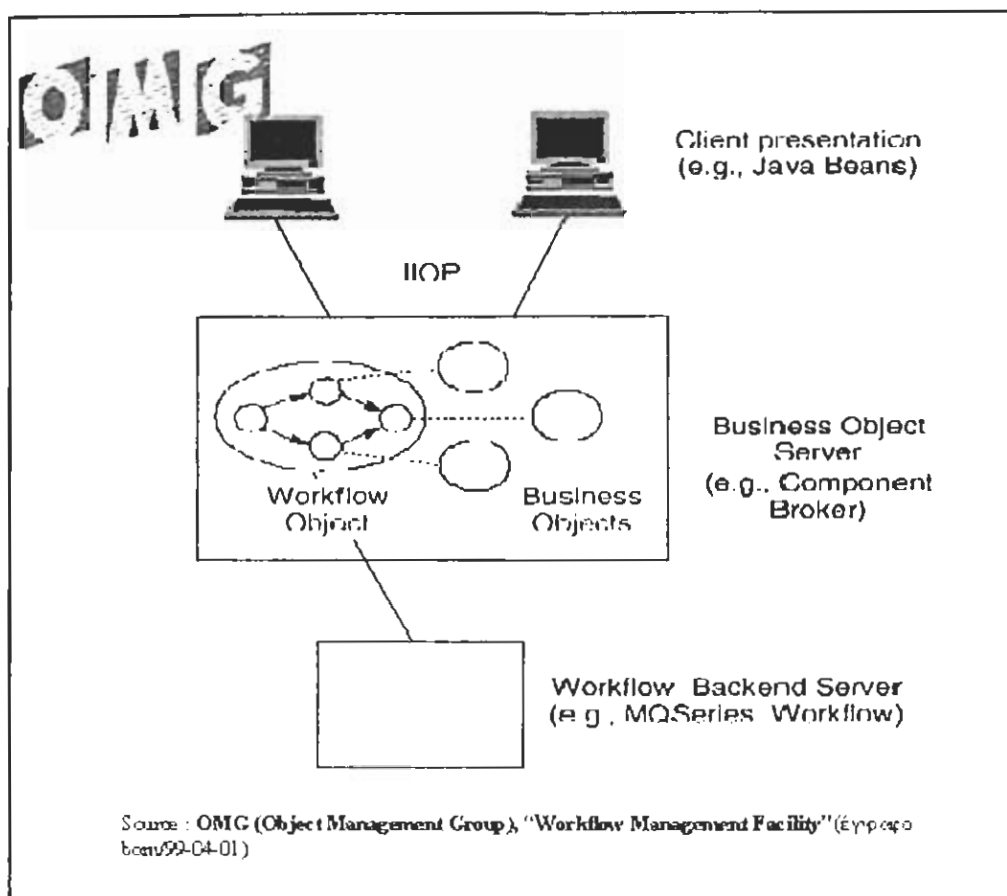 OMG
Client presentation
(e.g., Java Beans)
IIOP
Workflow
Object
Business
Objects
Business Object
Server
(e.g., Component
Broker)
Workflow Backend Server
(e.g., MQSeries Workflow)
Source : OMG (Object Management Group), "Workflow Management Facility" (έγγραφο
bom/99-04-01)